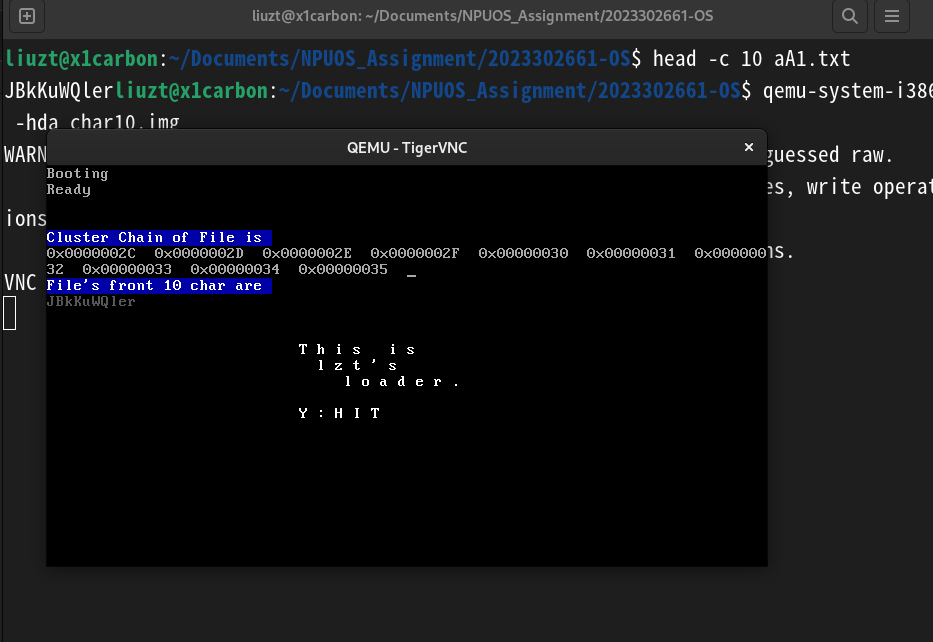 liuzt@x1carbon: ~/Documents/NPUOS_Assignment/2023302661-OS
liuzt@x1carbon:~/Documents/NPUOS_Assignment/2023302661-OS$ head -c 10 aA1.txt
JBkKuWQlerliuzt@x1carbon:~/Documents/NPUOS_Assignment/2023302661-OS$ qemu-system-i386
-hda char10.img
WARN
guessed raw.
es, write operat
ions
ns.
VNC
QEMU - TigerVNC
Booting
Ready
Cluster Chain of File is
0x0000002C 0x0000002D 0x0000002E 0x0000002F 0x00000030 0x00000031 0x000000
32 0x00000033 0x00000034 0x00000035 _
File's front 10 char are
JBkKuWQler
This is
lzt's
loader.
Y:HIT